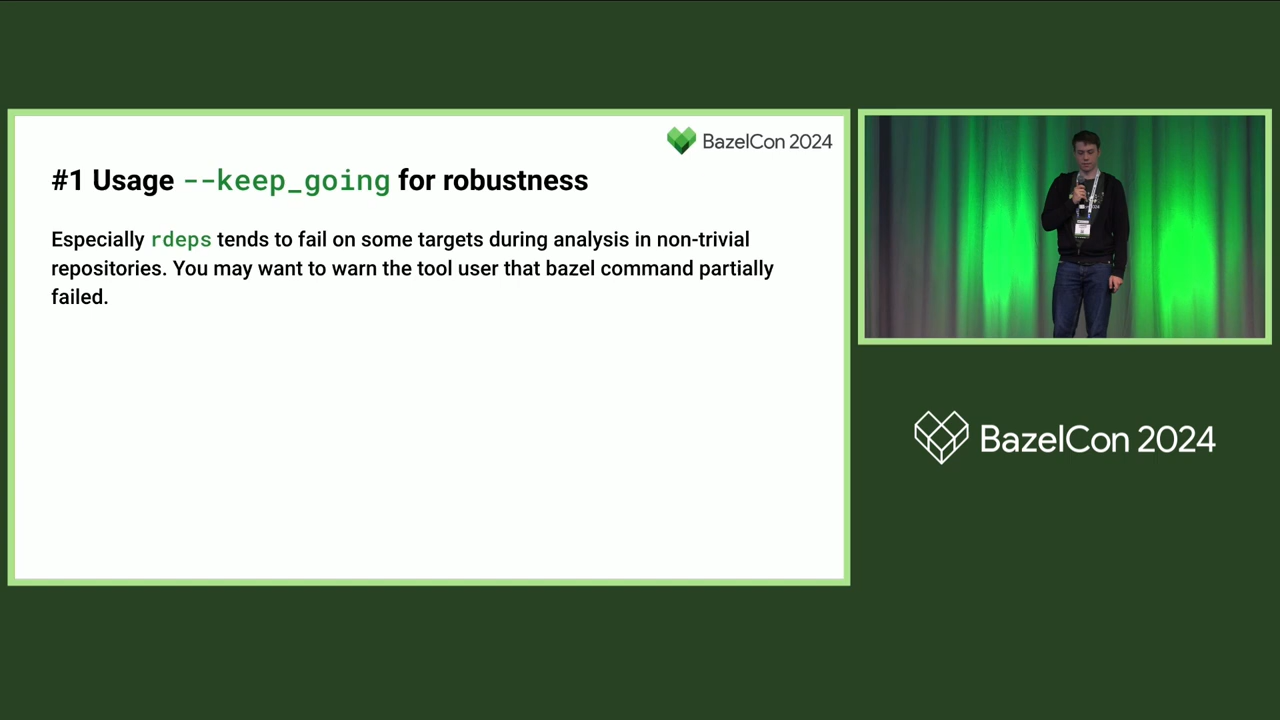 BazelCon 2024
#1 Usage --keep_going for robustness
Especially rdeps tends to fail on some targets during analysis in non-trivial
repositories. You may want to warn the tool user that bazel command partially
failed.
BazelCon 2024